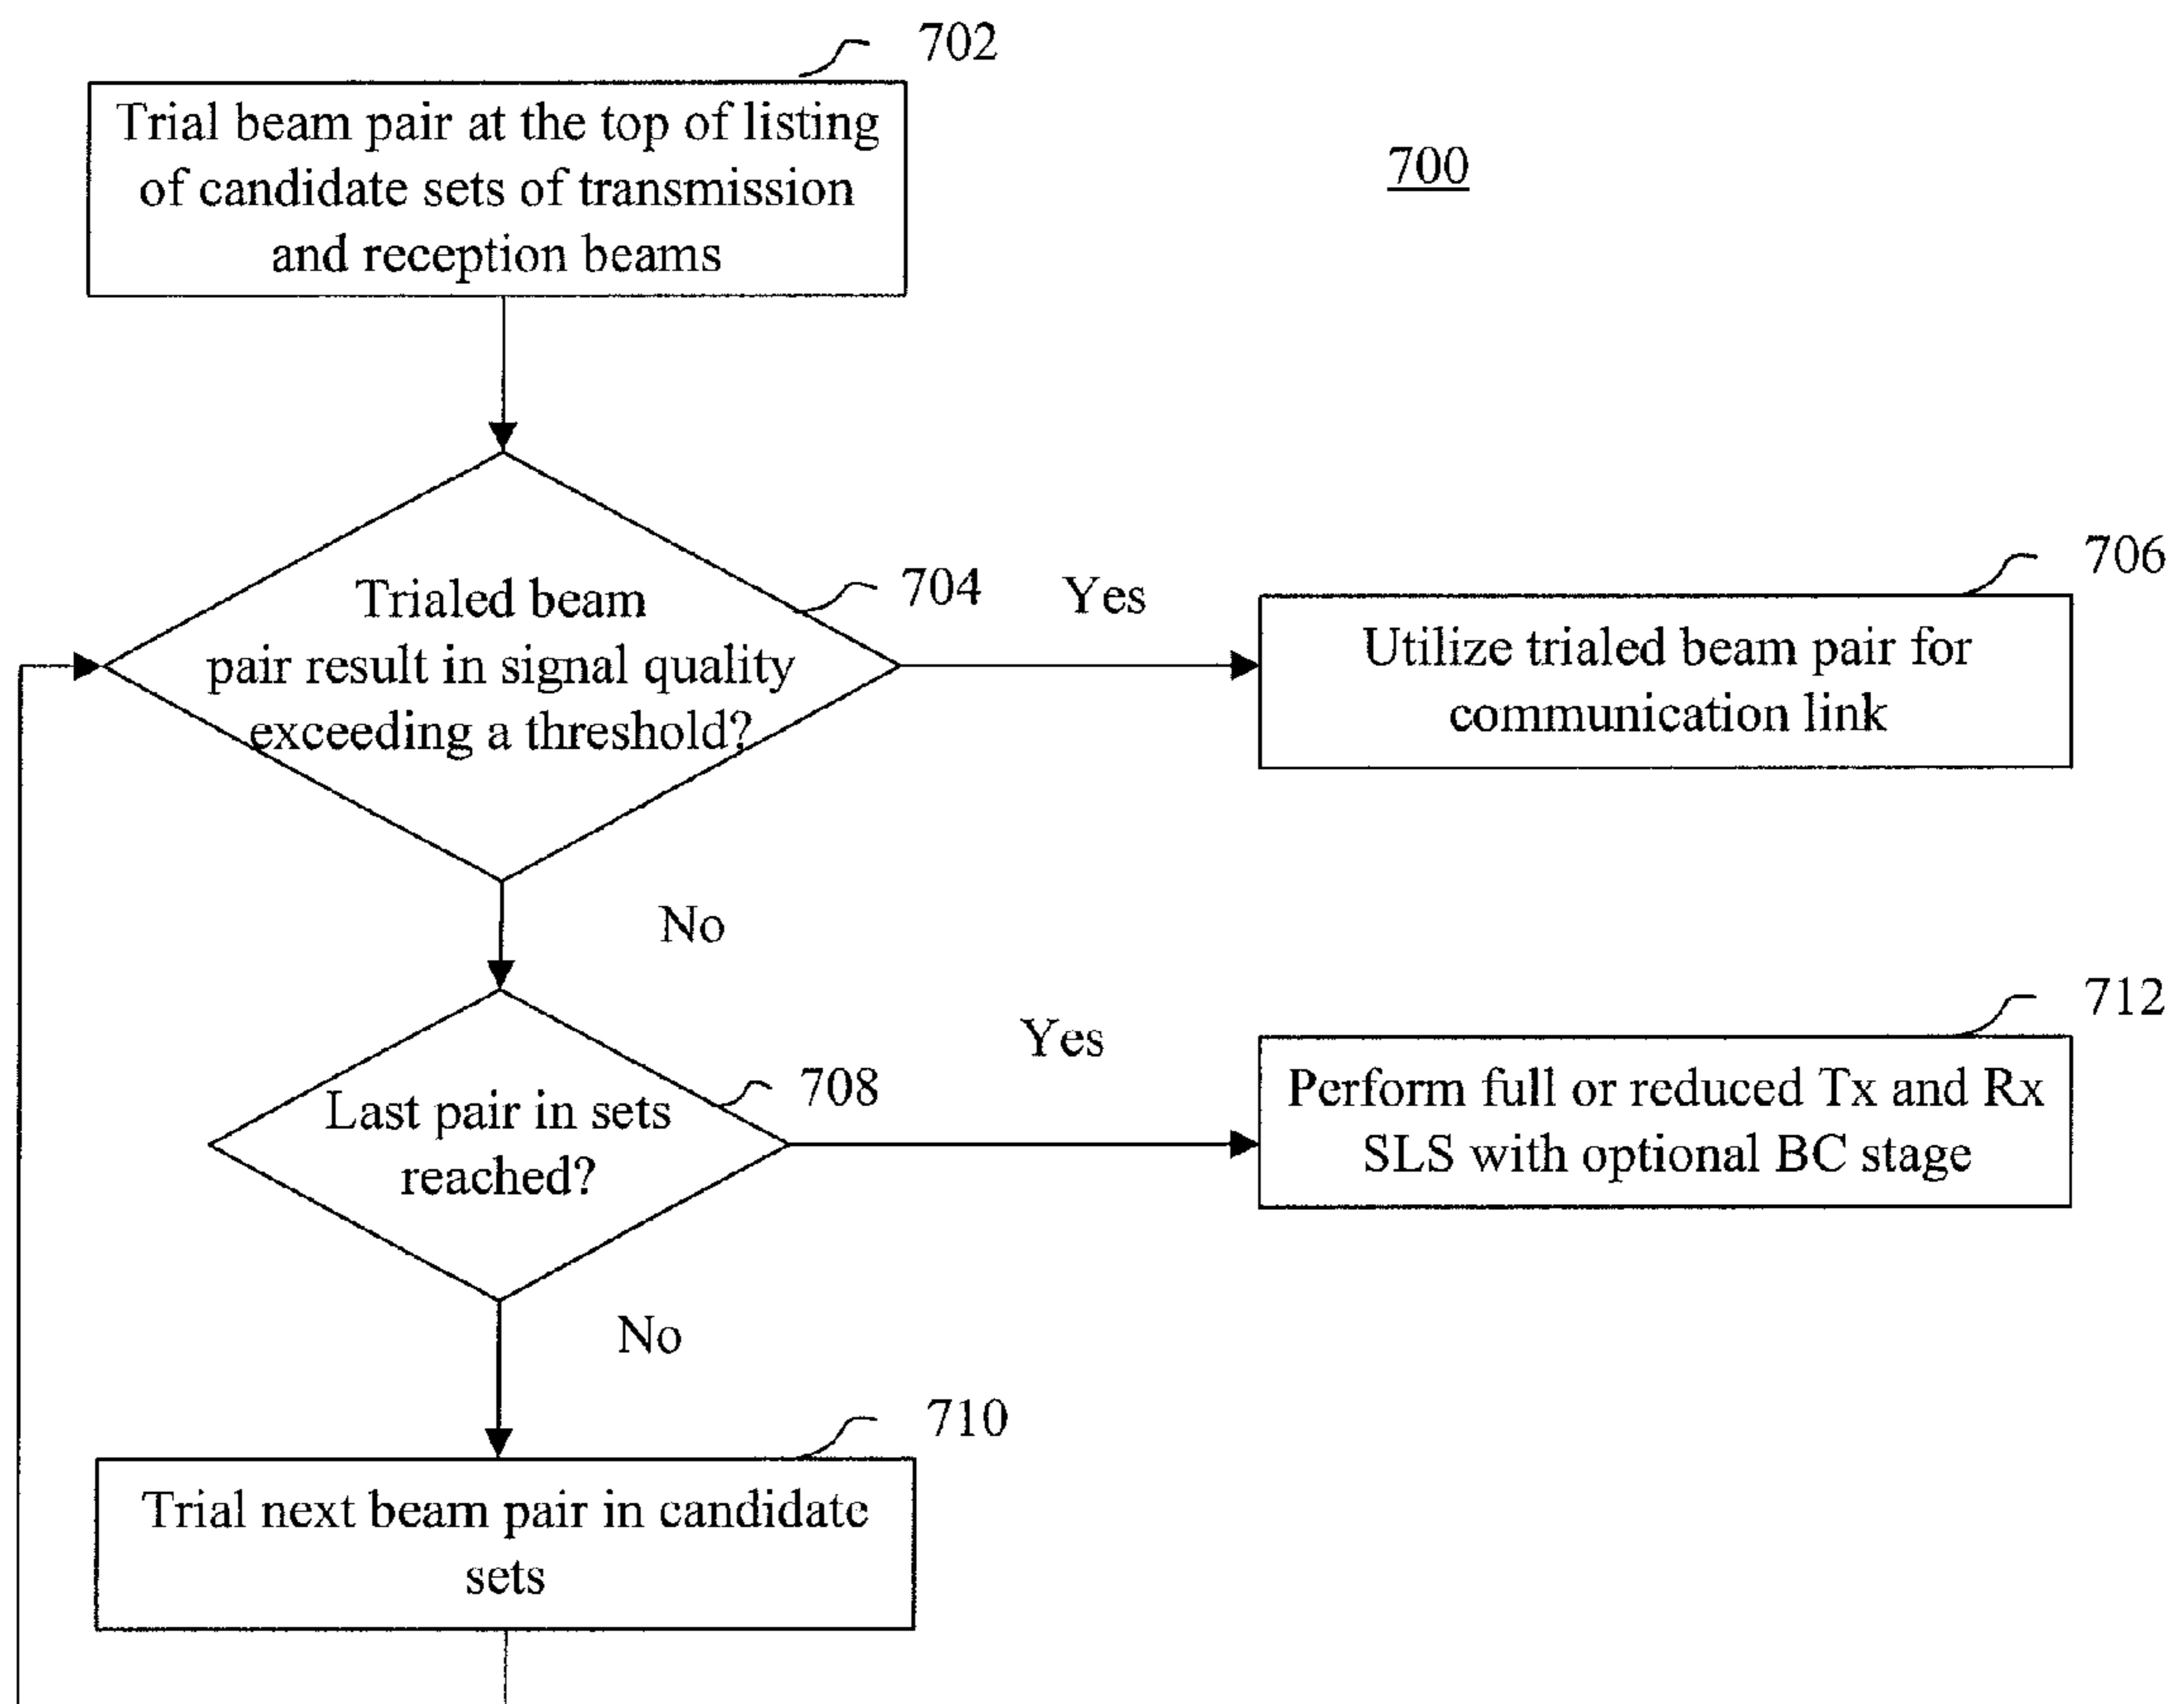 702
Trial beam pair at the top of listing
of candidate sets of transmission
and reception beams
700
Trialed beam
pair result in signal quality
exceeding a threshold?
704
Yes
706
Utilize trialed beam pair for
communication link
No
Last pair in sets
reached?
708
Yes
712
Perform full or reduced Tx and Rx
SLS with optional BC stage
No
710
Trial next beam pair in candidate
sets